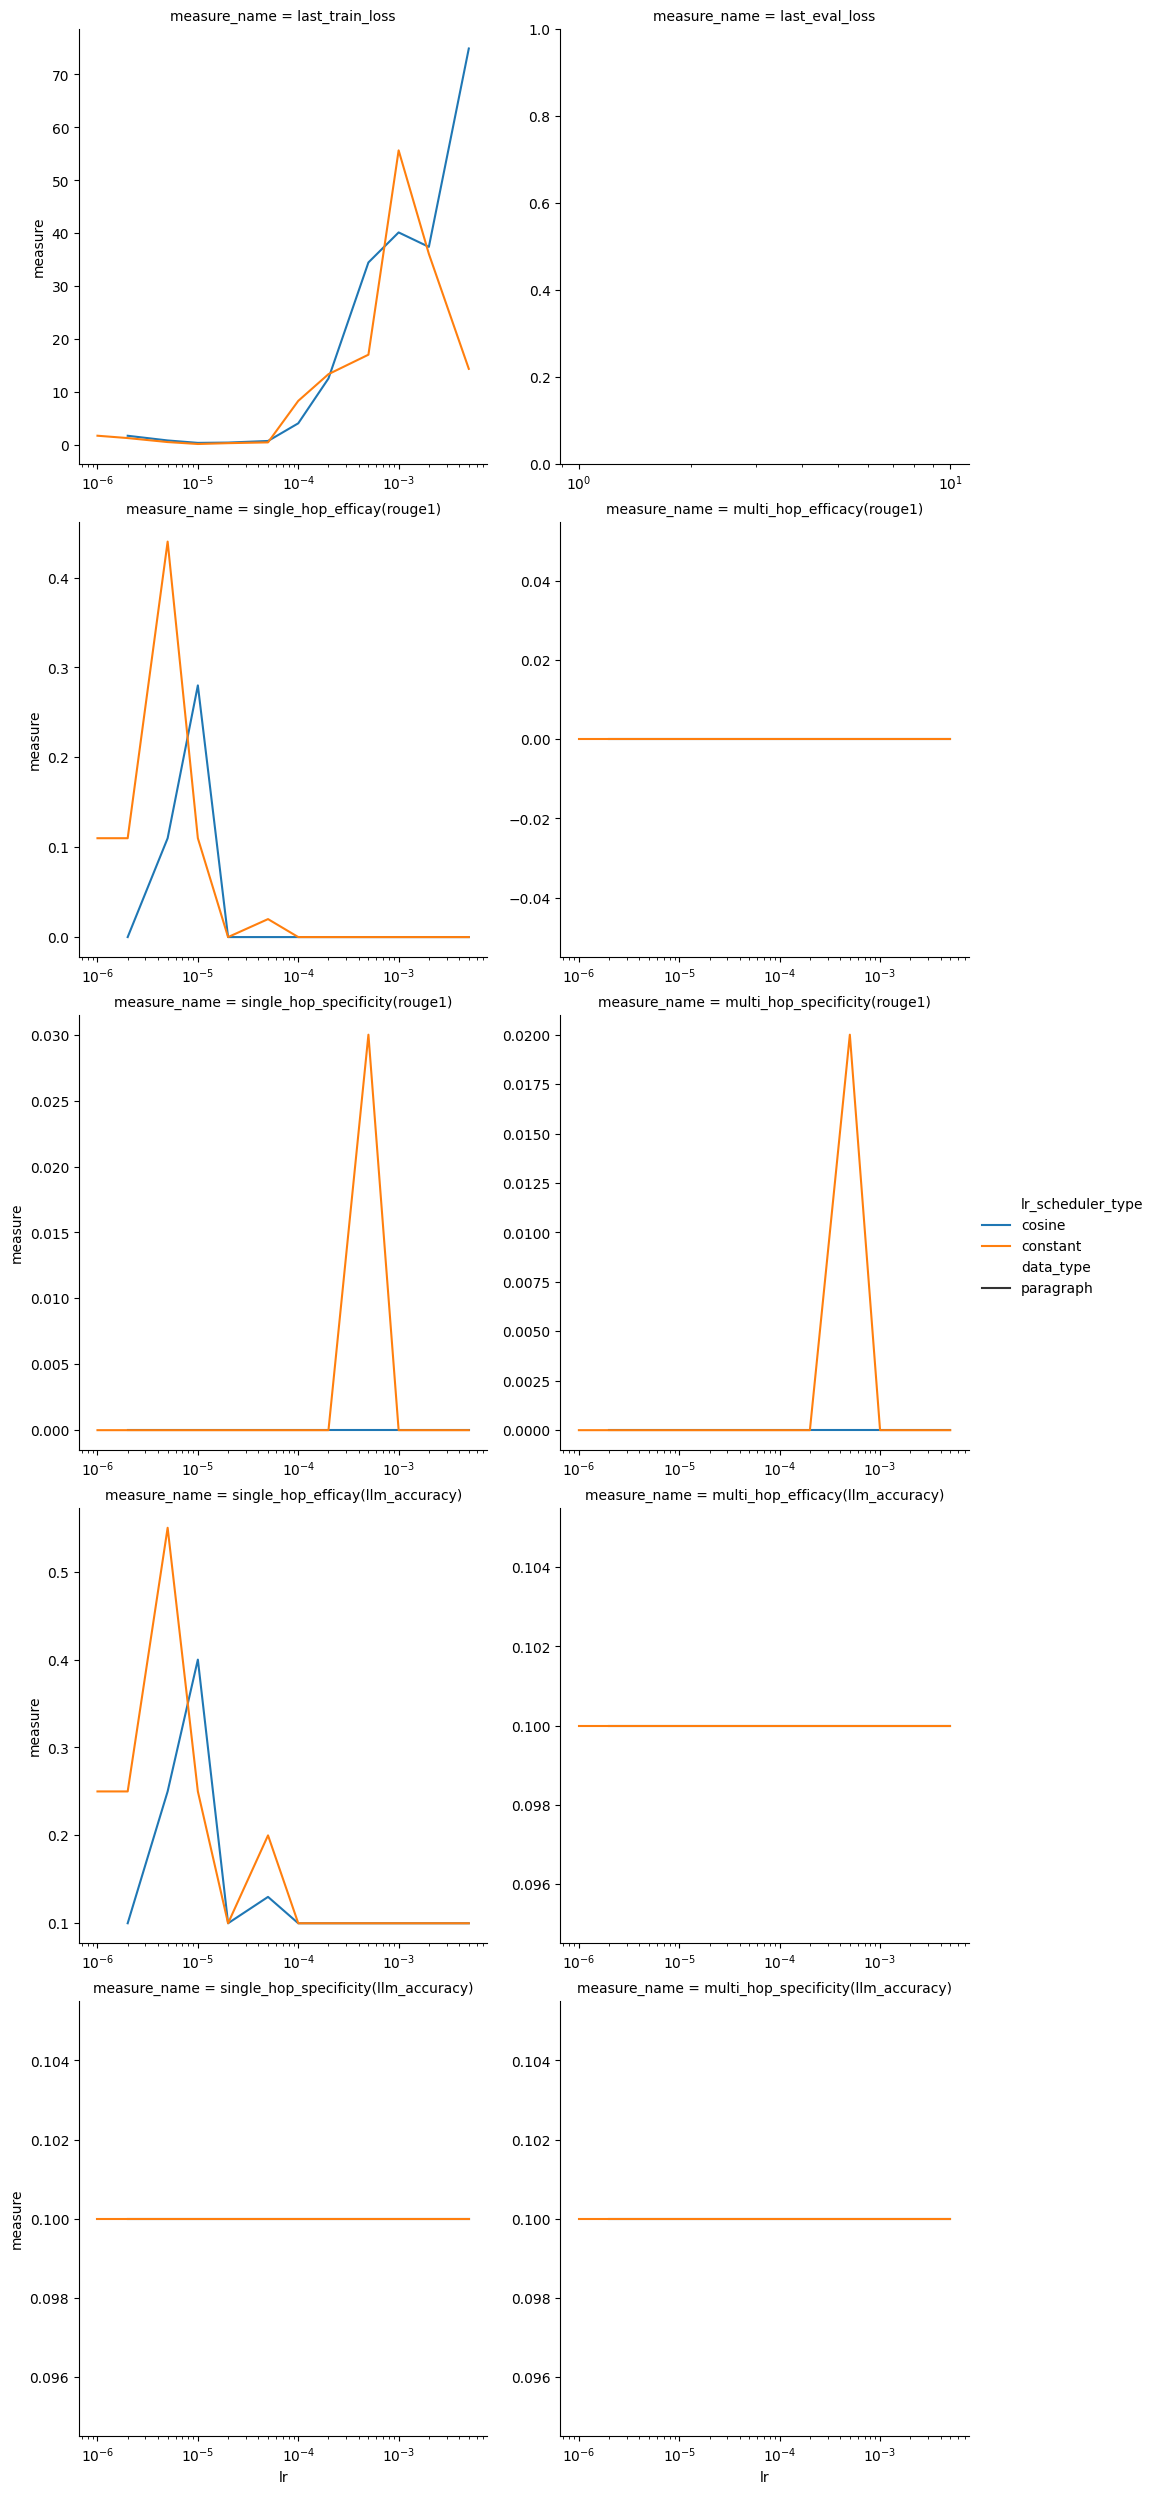 measure_name = last_train_loss
measure_name = last_eval_loss
70
60
50
40
30
20
10
0
measure
10⁻⁶ 10⁻⁵ 10⁻⁴ 10⁻³
1.0
0.8
0.6
0.4
0.2
0.0
10⁰ 10¹
measure_name = single_hop_efficay(rouge1)
measure_name = multi_hop_efficacy(rouge1)
0.4
0.3
0.2
0.1
0.0
measure
10⁻⁶ 10⁻⁵ 10⁻⁴ 10⁻³
0.04
0.02
0.00
−0.02
−0.04
10⁻⁶ 10⁻⁵ 10⁻⁴ 10⁻³
measure_name = single_hop_specificity(rouge1)
measure_name = multi_hop_specificity(rouge1)
0.030
0.025
0.020
0.015
0.010
0.005
0.000
measure
10⁻⁶ 10⁻⁵ 10⁻⁴ 10⁻³
0.0200
0.0175
0.0150
0.0125
0.0100
0.0075
0.0050
0.0025
0.0000
10⁻⁶ 10⁻⁵ 10⁻⁴ 10⁻³
lr_scheduler_type
cosine
constant
data_type
paragraph
measure_name = single_hop_efficay(llm_accuracy)
measure_name = multi_hop_efficacy(llm_accuracy)
0.5
0.4
0.3
0.2
0.1
measure
10⁻⁶ 10⁻⁵ 10⁻⁴ 10⁻³
0.104
0.102
0.100
0.098
0.096
10⁻⁶ 10⁻⁵ 10⁻⁴ 10⁻³
measure_name = single_hop_specificity(llm_accuracy)
measure_name = multi_hop_specificity(llm_accuracy)
0.104
0.102
0.100
0.098
0.096
measure
10⁻⁶ 10⁻⁵ 10⁻⁴ 10⁻³
lr
0.104
0.102
0.100
0.098
0.096
10⁻⁶ 10⁻⁵ 10⁻⁴ 10⁻³
lr